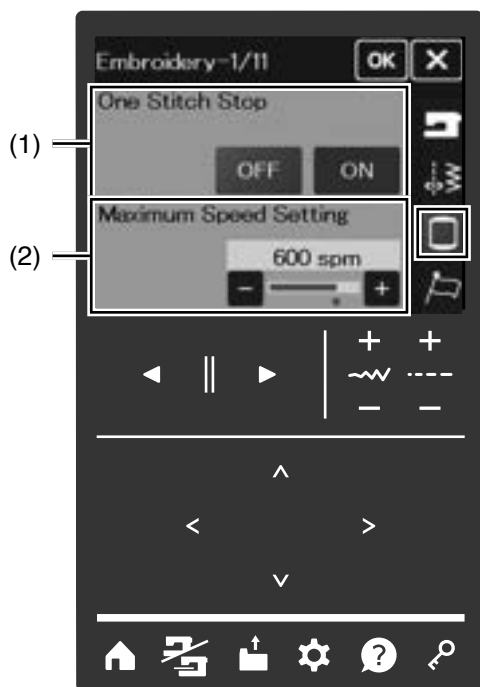 Embroidery-1/11 OK X
One Stitch Stop
(1)
OFF ON
Maximum Speed Setting
(2)
600 spm
- +
+ +
- -
?